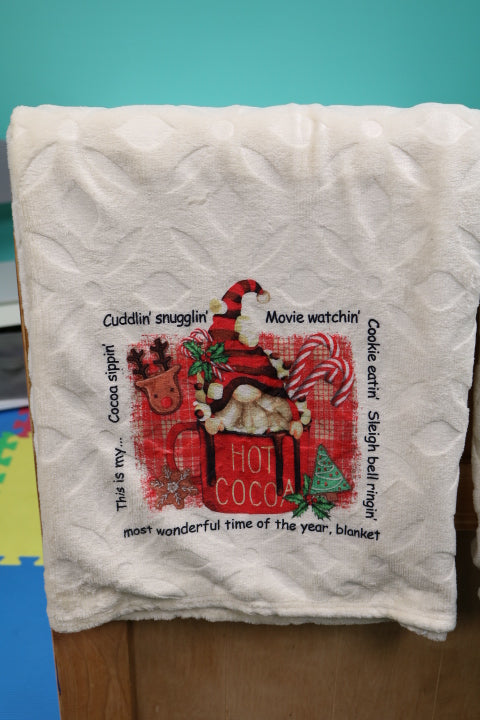 This is my... Cocoa sippin'
Cuddlin' snugglin'
Movie watchin'
Cookie eatin' Sleigh bell ringin'
most wonderful time of the year, blanket
HOT
COCOA